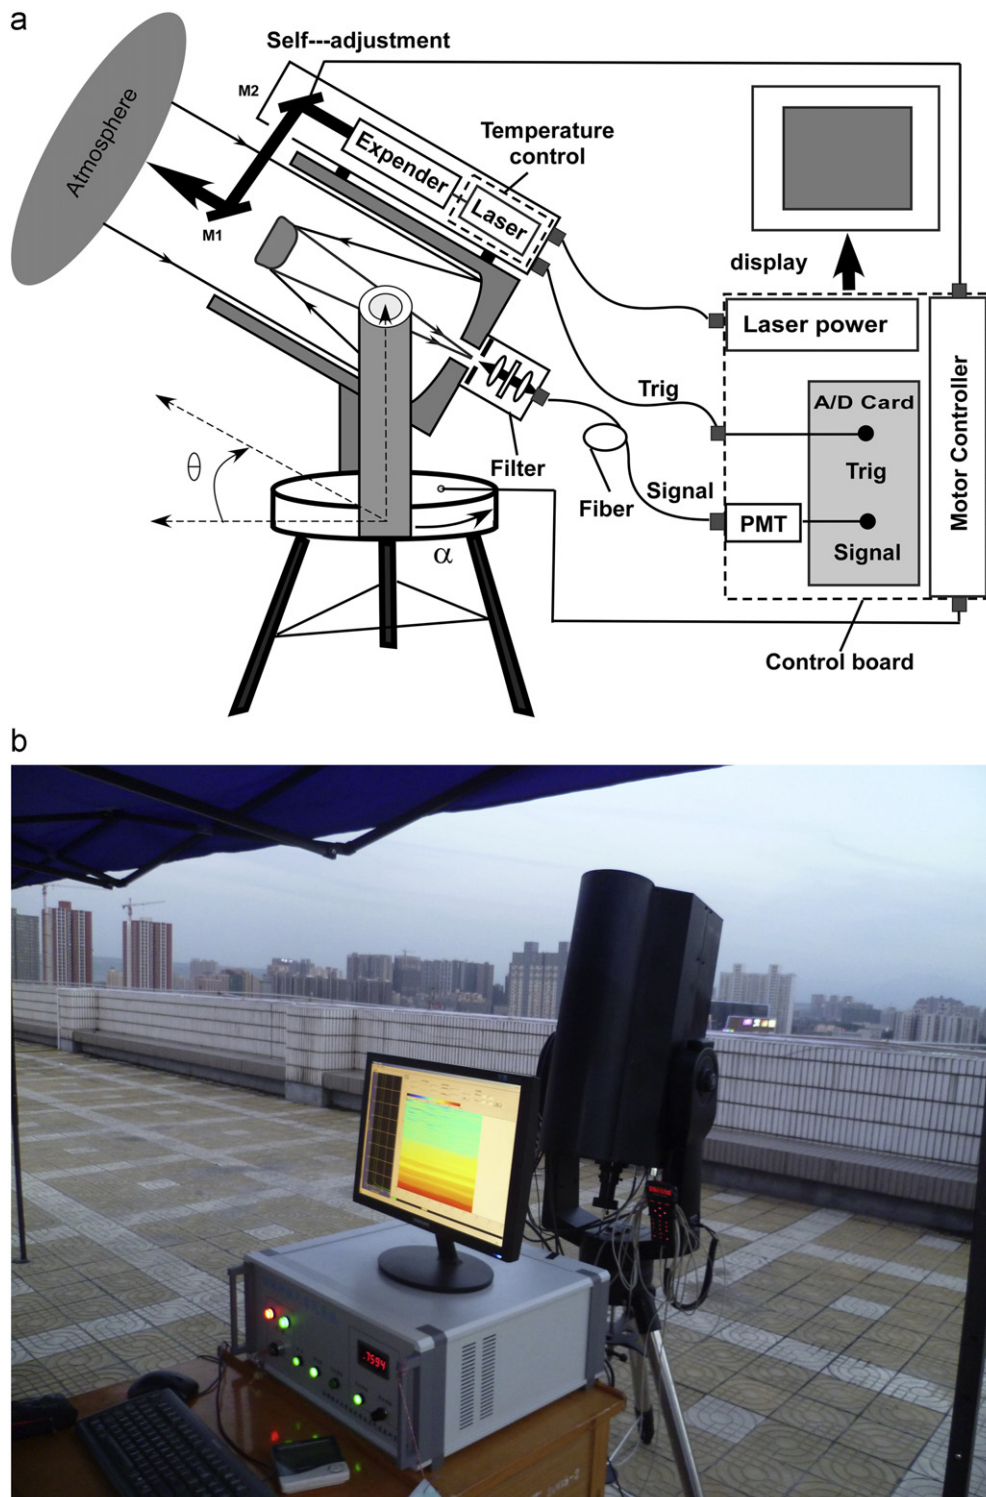 a
Self---adjustment
M2
Temperature
control
Atmosphere
Expender
Laser
M1
display
Laser power
Motor Controller
Trig
A/D Card
Trig
θ
Filter
Fiber
Signal
PMT
Signal
α
Control board
b
.7594